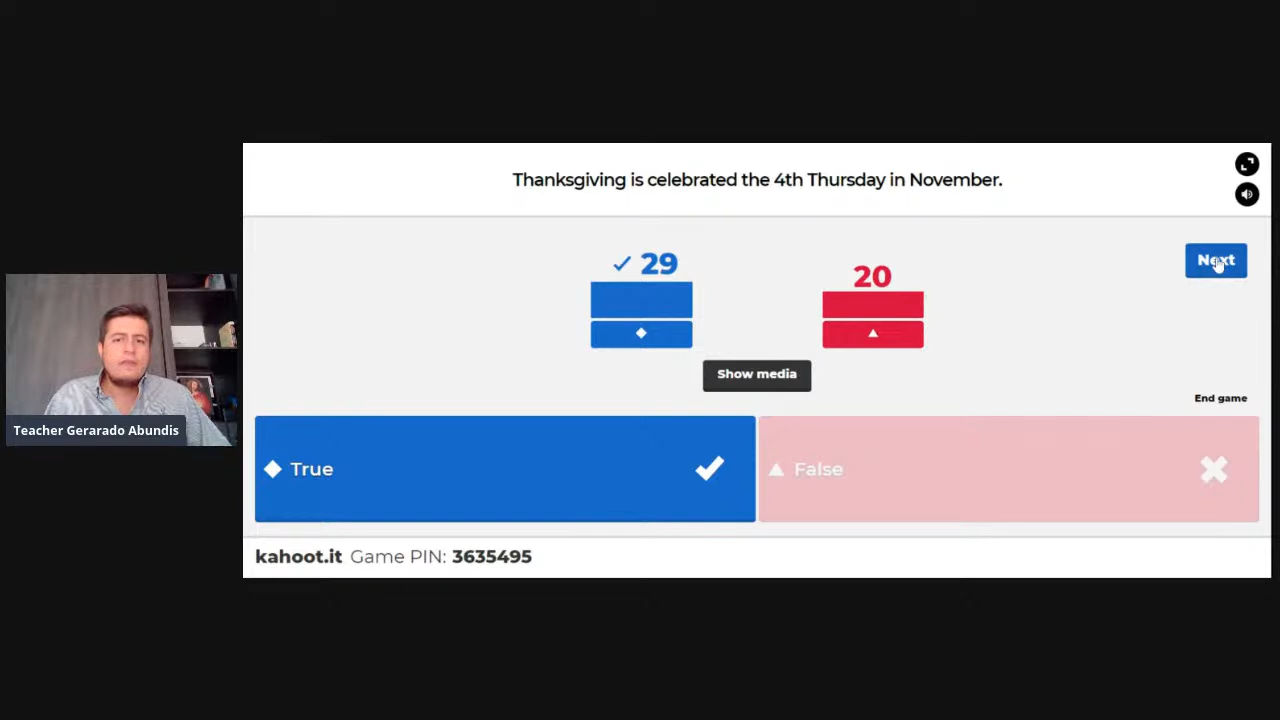 Thanksgiving is celebrated the 4th Thursday in November.
29
20
Next
Show media
End game
Teacher Gerarado Abundis
True
False
kahoot.it Game PIN: 3635495